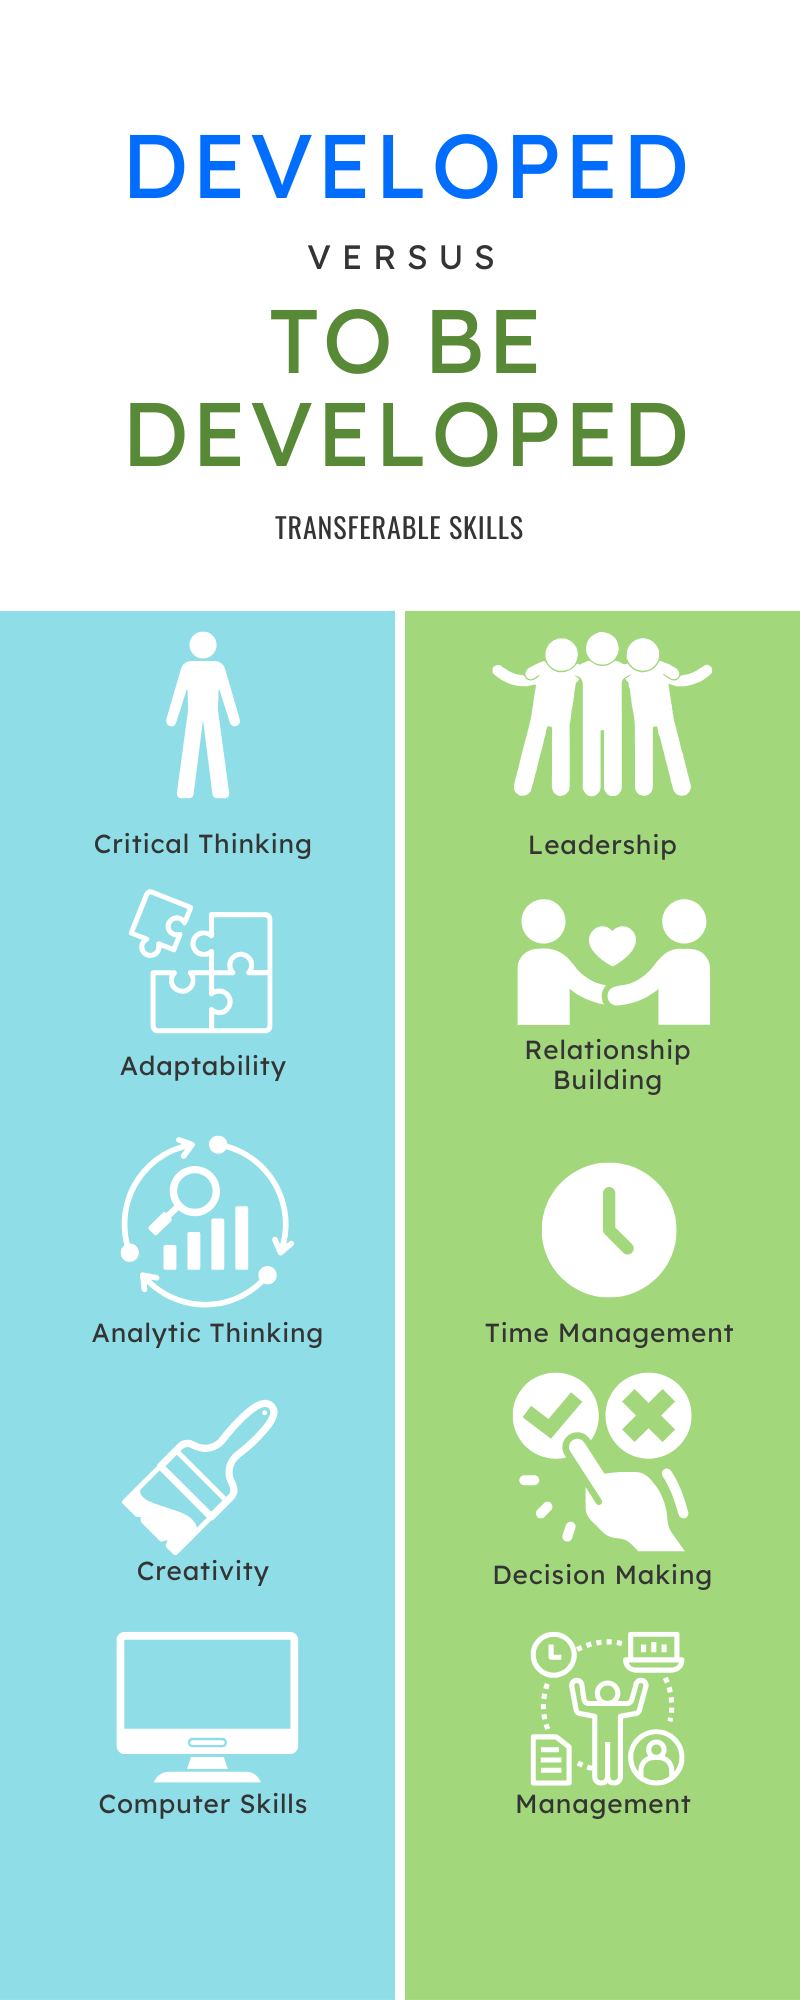 DEVELOPED
VERSUS
TO BE
DEVELOPED
TRANSFERABLE SKILLS
Critical Thinking
Leadership
Adaptability
Relationship
Building
Analytic Thinking
Time Management
Creativity
Decision Making
Computer Skills
Management